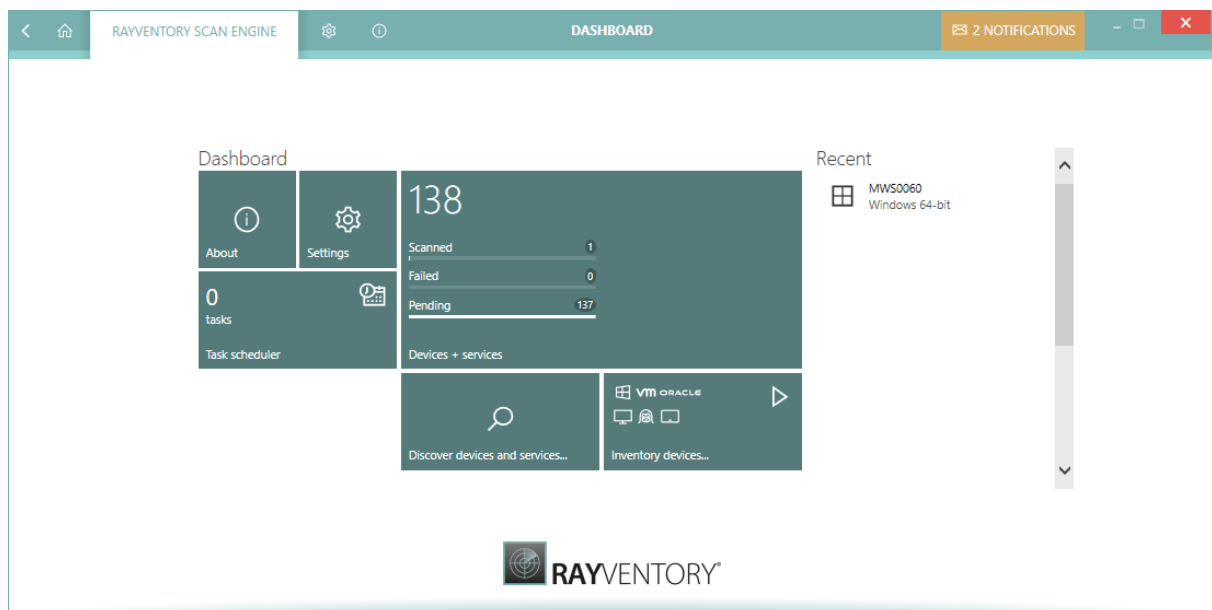 RAYVENTORY SCAN ENGINE
DASHBOARD
2 NOTIFICATIONS
Dashboard
About
Settings
0
tasks
Task scheduler
138
Scanned 1
Failed 0
Pending 137
Devices + services
Discover devices and services...
vm ORACLE
Inventory devices...
Recent
MWS0060
Windows 64-bit
RAYVENTORY®